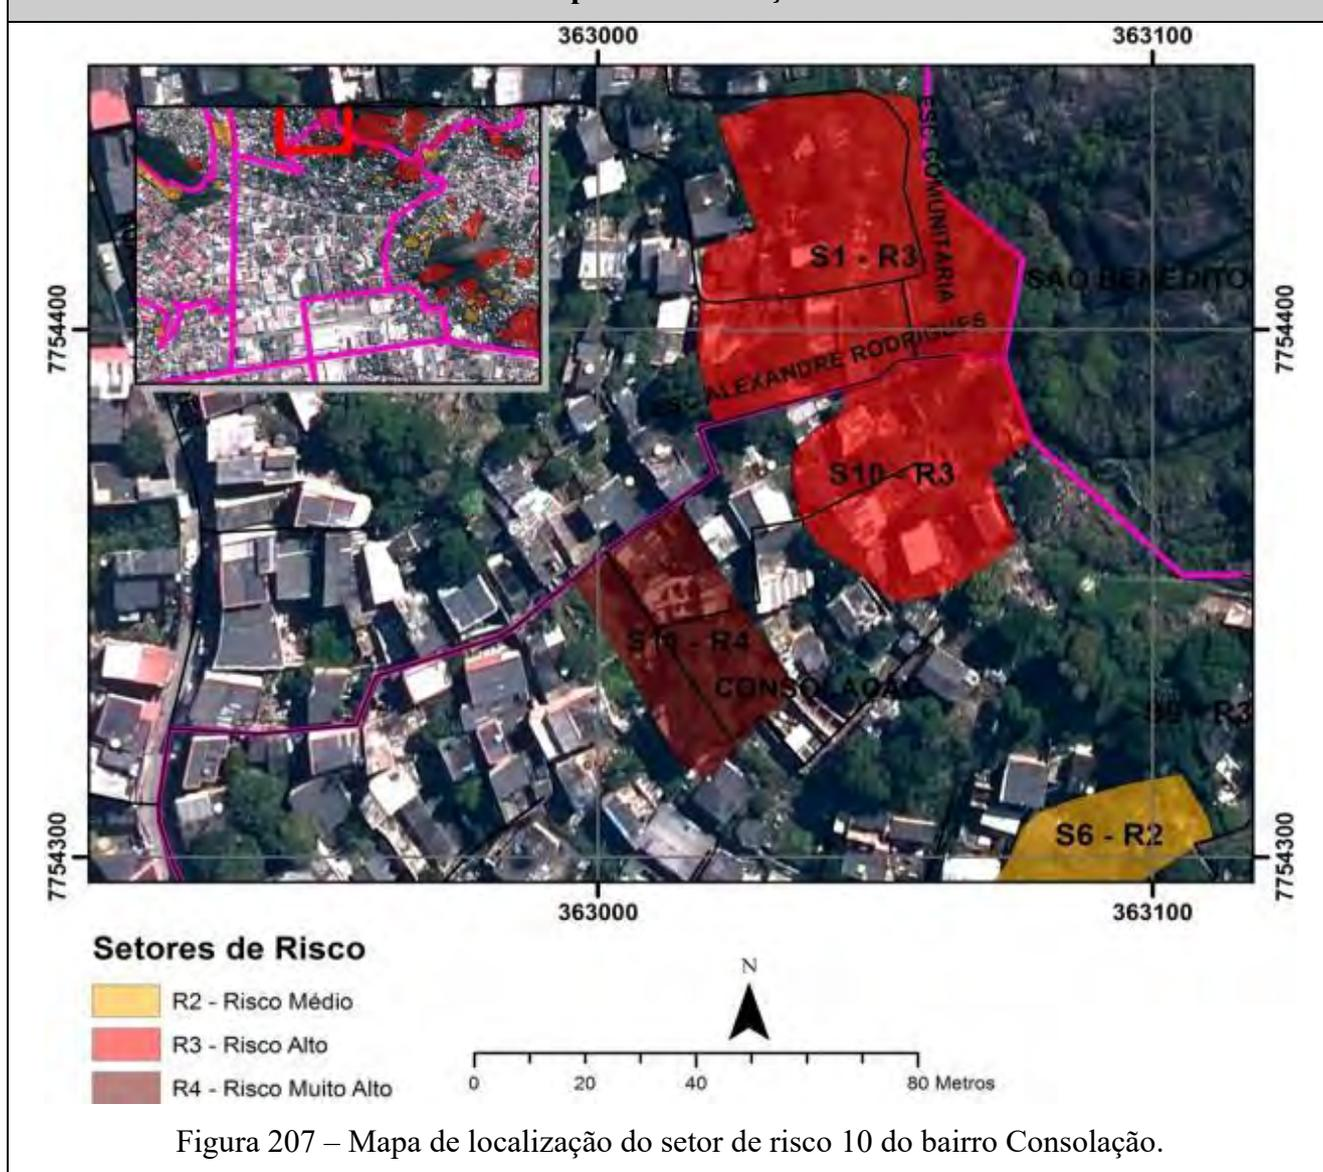 363000 363100
ESC COMUNITÁRIA
S1 - R3
SÃO BENEDITO
7754400 7754400
ALEXANDRE RODRIGUES
S10 - R3
- R4
CONSOLAÇÃO
- R3
S6 - R2
7754300 7754300
363000 363100
Setores de Risco
R2 - Risco Médio
R3 - Risco Alto
R4 - Risco Muito Alto
N
0 20 40 80 Metros
Figura 207 – Mapa de localização do setor de risco 10 do bairro Consolação.